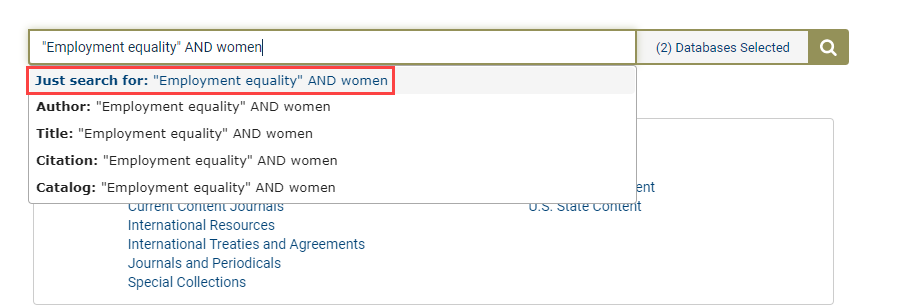 "Employment equality" AND women
(2) Databases Selected
Just search for: "Employment equality" AND women
Author: "Employment equality" AND women
Title: "Employment equality" AND women
Citation: "Employment equality" AND women
Catalog: "Employment equality" AND women
Current Content Journals
U.S. State Content
International Resources
International Treaties and Agreements
Journals and Periodicals
Special Collections